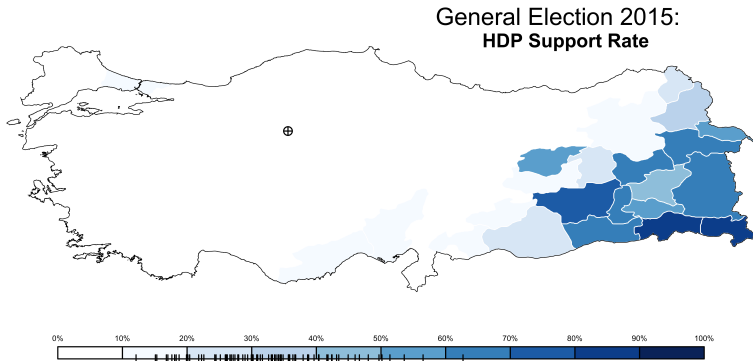 General Election 2015:
HDP Support Rate
0% 10% 20% 30% 40% 50% 60% 70% 80% 90% 100%